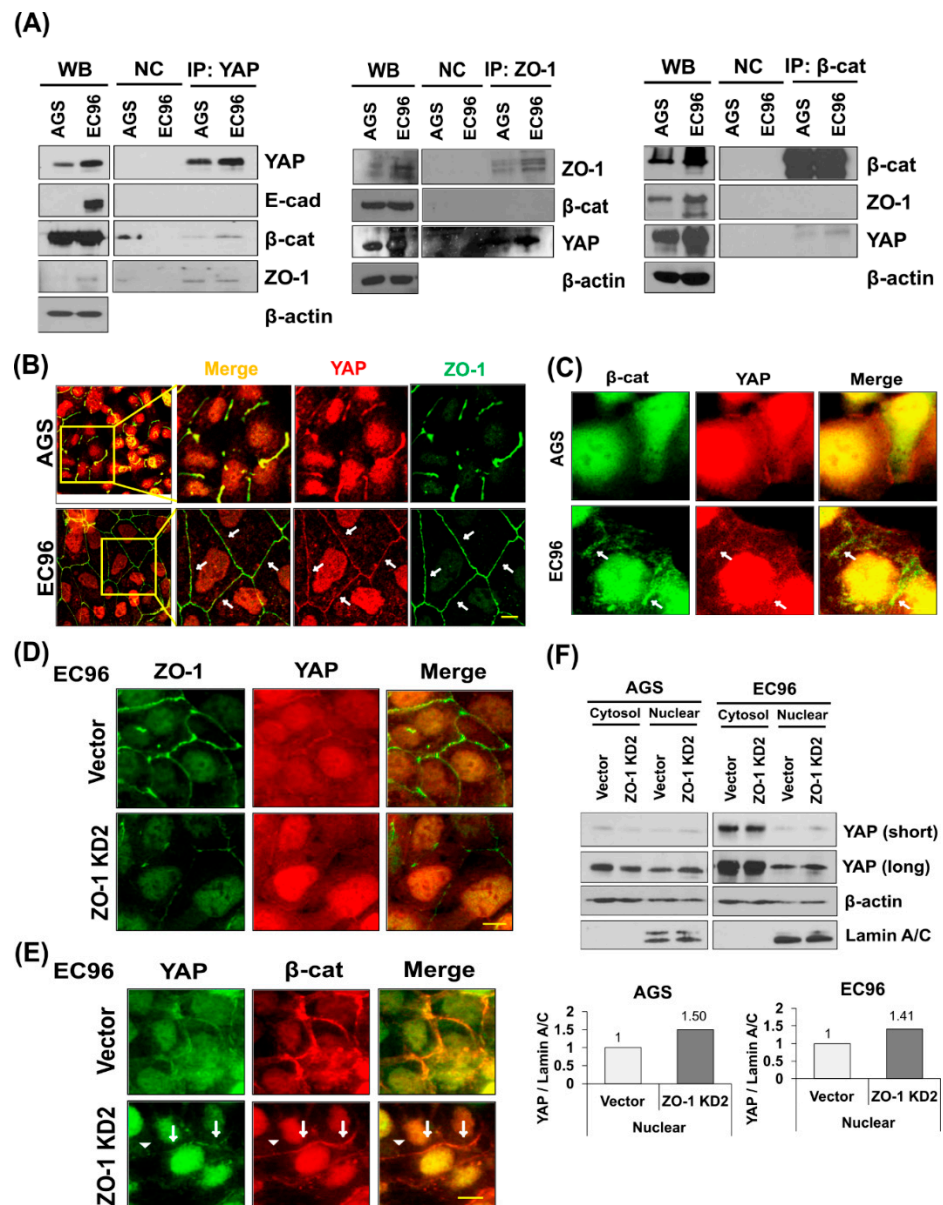 (A)
WB NC IP: YAP
AGS EC96 AGS EC96 AGS EC96
YAP
E-cad
β-cat
ZO-1
β-actin
WB NC IP: ZO-1
AGS EC96 AGS EC96 AGS EC96
ZO-1
β-cat
YAP
β-actin
WB NC IP: β-cat
AGS EC96 AGS EC96 AGS EC96
β-cat
ZO-1
YAP
β-actin
(B)
Merge YAP ZO-1
AGS
EC96
(C)
β-cat YAP Merge
AGS
EC96
(D)
EC96 ZO-1 YAP Merge
Vector
ZO-1 KD2
(E)
EC96 YAP β-cat Merge
Vector
ZO-1 KD2
(F)
AGS EC96
Cytosol Nuclear Cytosol Nuclear
Vector ZO-1 KD2 Vector ZO-1 KD2 Vector ZO-1 KD2 Vector ZO-1 KD2
YAP (short)
YAP (long)
β-actin
Lamin A/C
AGS
YAP / Lamin A/C
2
1.5
1
0.5
0
1 1.50
Vector ZO-1 KD2
Nuclear
EC96
YAP / Lamin A/C
2
1.5
1
0.5
0
1 1.41
Vector ZO-1 KD2
Nuclear